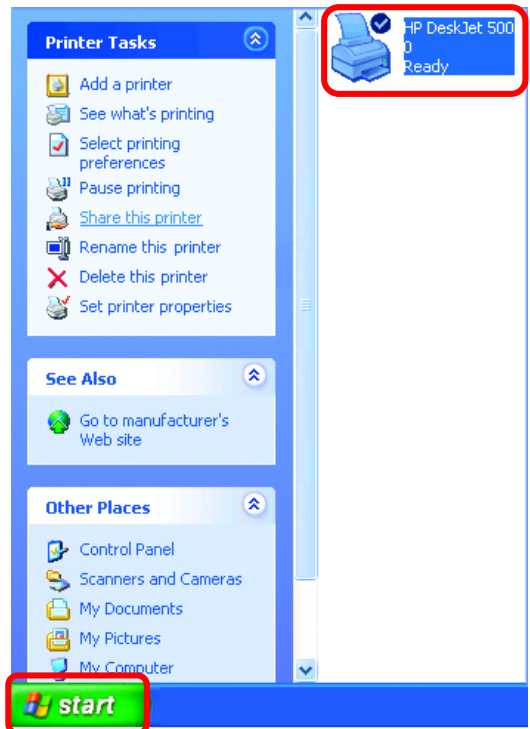 Printer Tasks
Add a printer
See what's printing
Select printing
preferences
Pause printing
Share this printer
Rename this printer
Delete this printer
Set printer properties
See Also
Go to manufacturer's
Web site
Other Places
Control Panel
Scanners and Cameras
My Documents
My Pictures
My Computer
HP DeskJet 500
0
Ready
start